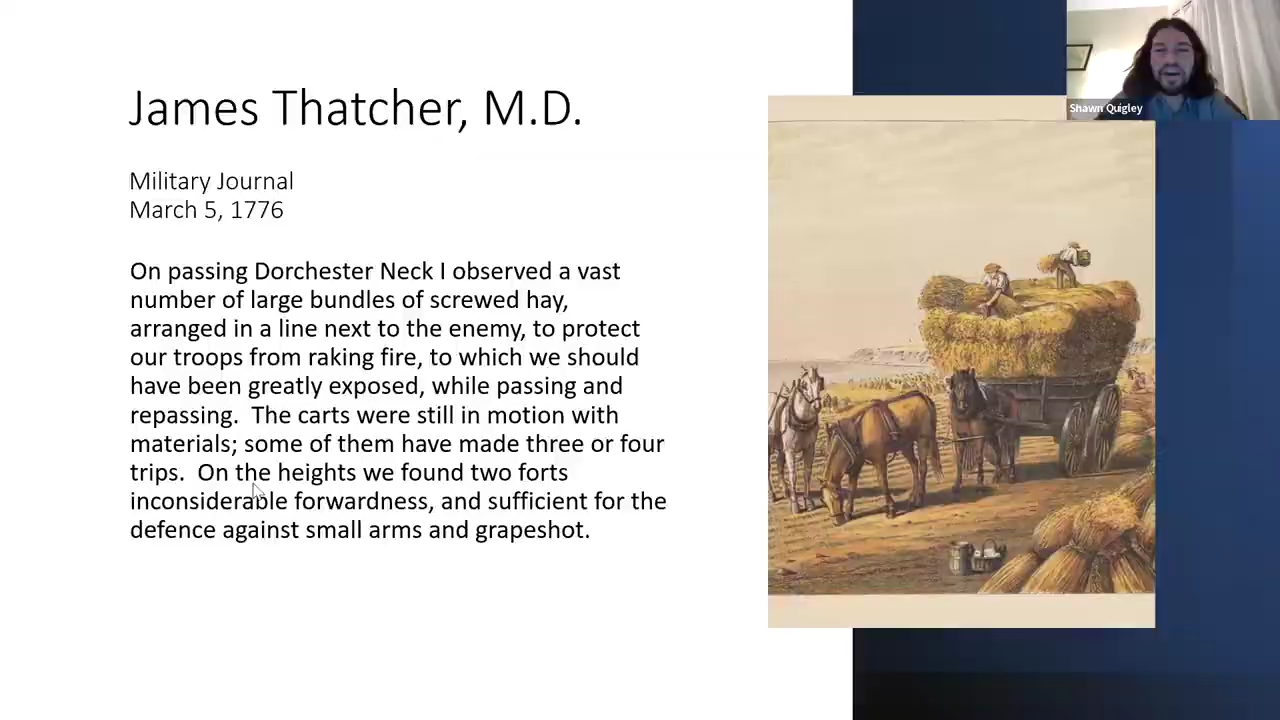 James Thatcher, M.D.
Military Journal
March 5, 1776
On passing Dorchester Neck I observed a vast
number of large bundles of screwed hay,
arranged in a line next to the enemy, to protect
our troops from raking fire, to which we should
have been greatly exposed, while passing and
repassing.  The carts were still in motion with
materials; some of them have made three or four
trips.  On the heights we found two forts
inconsiderable forwardness, and sufficient for the
defence against small arms and grapeshot.
Shawn Quigley